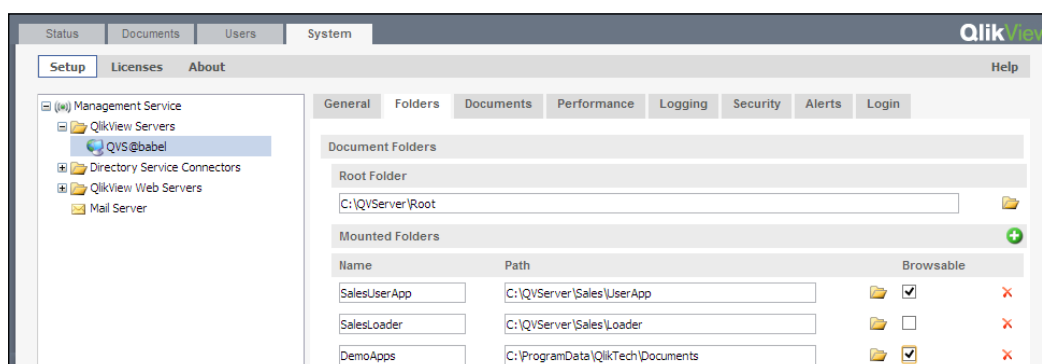 Status Documents Users System QlikView
Setup Licenses About Help
Management Service
QlikView Servers
QVS@babel
Directory Service Connectors
QlikView Web Servers
Mail Server
General Folders Documents Performance Logging Security Alerts Login
Document Folders
Root Folder
C:\QVServer\Root
Mounted Folders
Name Path Browsable
SalesUserApp C:\QVServer\Sales\UserApp
SalesLoader C:\QVServer\Sales\Loader
DemoApps C:\ProgramData\QlikTech\Documents